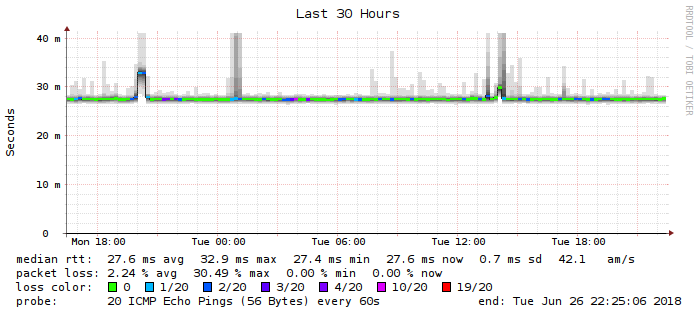 Last 30 Hours
RRDTOOL / TOBI OETIKER
40 m
30 m
20 m
10 m
0
Seconds
Mon 18:00 Tue 00:00 Tue 06:00 Tue 12:00 Tue 18:00
median rtt: 27.6 ms avg 32.9 ms max 27.4 ms min 27.6 ms now 0.7 ms sd 42.1 am/s
packet loss: 2.24 % avg 30.49 % max 0.00 % min 0.00 % now
loss color: 0 1/20 2/20 3/20 4/20 10/20 19/20
probe: 20 ICMP Echo Pings (56 Bytes) every 60s end: Tue Jun 26 22:25:06 2018